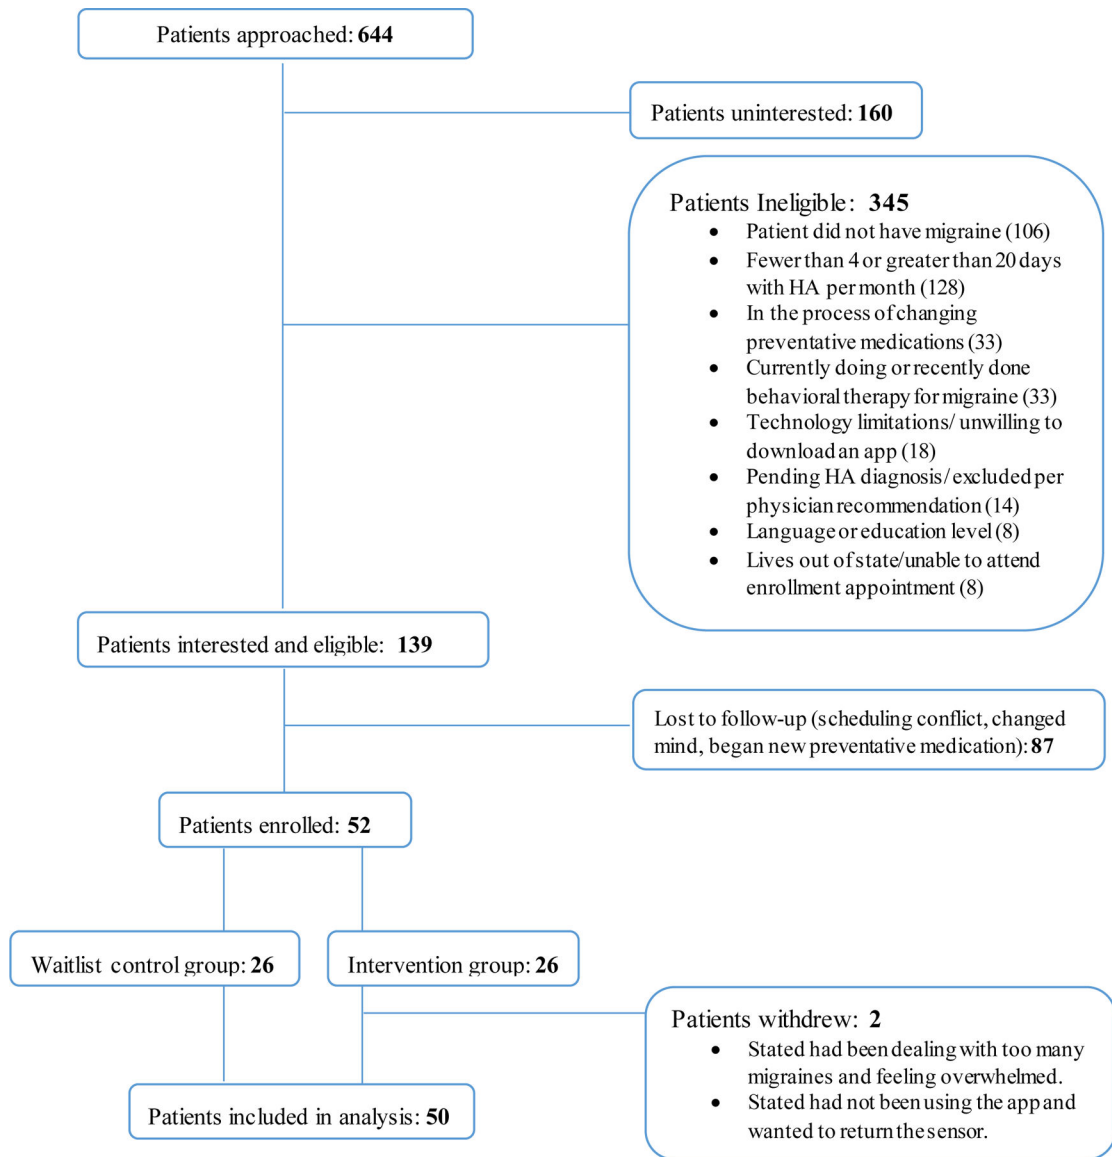 Patients approached: 644
Patients uninterested: 160
Patients Ineligible: 345
• Patient did not have migraine (106)
• Fewer than 4 or greater than 20 days
with HA per month (128)
• In the process of changing
preventative medications (33)
• Currently doing or recently done
behavioral therapy for migraine (33)
• Technology limitations/ unwilling to
download an app (18)
• Pending HA diagnosis/ excluded per
physician recommendation (14)
• Language or education level (8)
• Lives out of state/unable to attend
enrollment appointment (8)
Patients interested and eligible: 139
Lost to follow-up (scheduling conflict, changed
mind, began new preventative medication): 87
Patients enrolled: 52
Waitlist control group: 26
Intervention group: 26
Patients withdrew: 2
• Stated had been dealing with too many
migraines and feeling overwhelmed.
• Stated had not been using the app and
wanted to return the sensor.
Patients included in analysis: 50